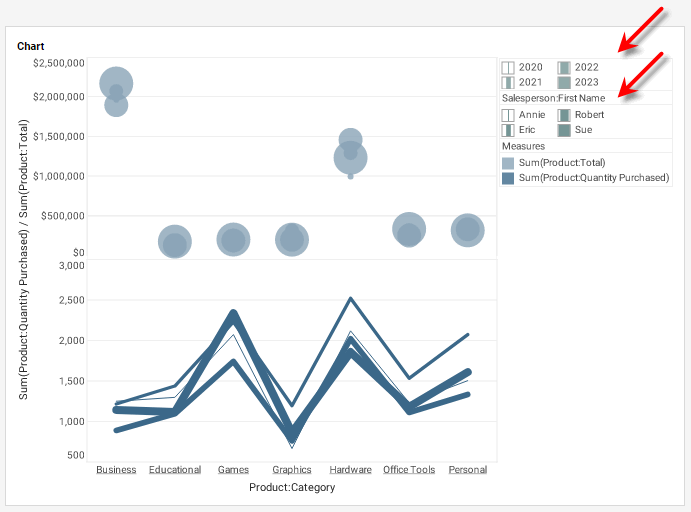 Chart
Sum(Product:Quantity Purchased) / Sum(Product:Total)
$2,500,000
$2,000,000
$1,500,000
$1,000,000
$500,000
$0
3,000
2,500
2,000
1,500
1,000
500
Business Educational Games Graphics Hardware Office Tools Personal
Product:Category
2020 2022
2021 2023
Salesperson:First Name
Annie Robert
Eric Sue
Measures
Sum(Product:Total)
Sum(Product:Quantity Purchased)